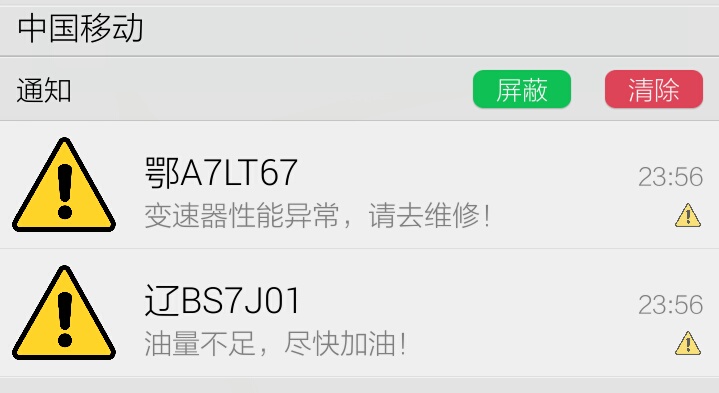 中国移动
通知 屏蔽 清除
鄂A7LT67 23:56
变速器性能异常，请去维修！
辽BS7J01 23:56
油量不足，尽快加油！